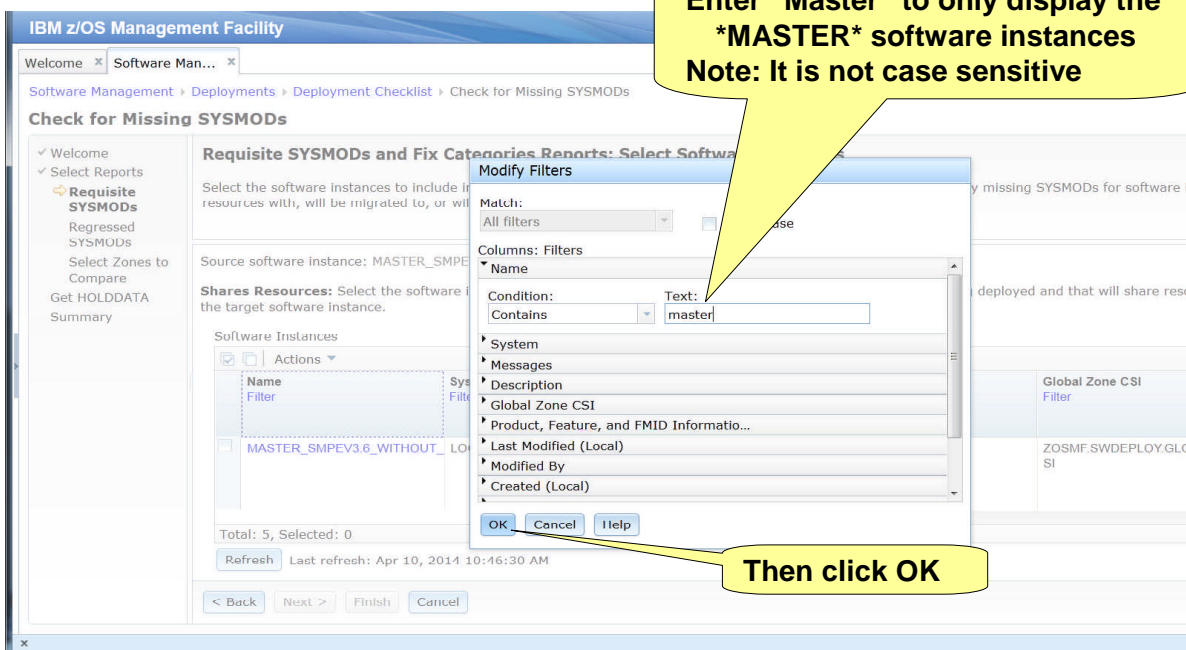 Enter "Master" to only display the
*MASTER* software instances
Note: It is not case sensitive
IBM z/OS Management Facility
Welcome
Software Man...
Software Management
Deployments
Deployment Checklist
Check for Missing SYSMODs
Check for Missing SYSMODs
Welcome
Select Reports
Requisite
SYSMODs
Regressed
SYSMODs
Select Zones to
Compare
Get HOLDDATA
Summary
Requisite SYSMODs and Fix Categories Reports: Select Softwa
Select the software instances to include
y missing SYSMODs for software
resources with, will be migrated to, or
Source software instance: MASTER_SMPE
Shares Resources: Select the software
deployed and that will share
the target software instance.
Software Instances
Actions
Name
Filter
Global Zone CSI
Filter
MASTER_SMPEV3.6_WITHOUT_
ZOSMF.SWDEPLOY.GL
SI
Total: 5, Selected: 0
Refresh
Last refresh: Apr 10, 2014 10:46:30 AM
< Back
Next >
Finish
Cancel
Modify Filters
Match:
All filters
Columns: Filters
Name
Condition:
Text:
Contains
master
System
Messages
Description
Global Zone CSI
Product, Feature, and FMID Informatio...
Last Modified (Local)
Modified By
Created (Local)
OK
Cancel
Help
Then click OK